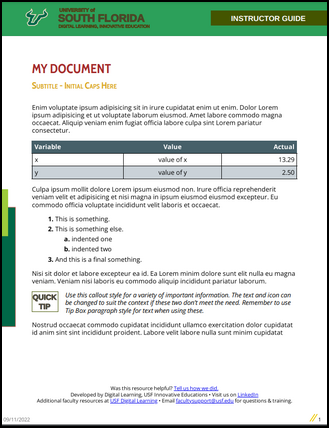 UNIVERSITY of
SOUTH FLORIDA
DIGITAL LEARNING, INNOVATIVE EDUCATION
INSTRUCTOR GUIDE
MY DOCUMENT
SUBTITLE – INITIAL CAPS HERE
Enim voluptate ipsum adipisicing sit in irure cupidatat enim ut enim. Dolor Lorem
ipsum adipisicing et ut voluptate laborum eiusmod. Amet labore commodo magna
occaecat. Aliquip veniam enim fugiat officia labore culpa sint Lorem pariatur
consectetur.
Variable Value Actual
x value of x 13.29
y value of y 2.50
Culpa ipsum mollit dolore Lorem ipsum eiusmod non. Irure officia reprehenderit
veniam velit et adipisicing et nisi magna in ipsum eiusmod eiusmod excepteur. Eu
commodo officia voluptate incididunt velit laboris et occaecat.
1. This is something.
2. This is something else.
a. indented one
b. indented two
3. And this is a final something.
Nisi sit dolor et labore excepteur ea id. Ea Lorem minim dolore sunt elit nulla eu magna
veniam. Veniam nisi laboris eu commodo aliquip incididunt pariatur laborum.
QUICK
TIP
Use this callout style for a variety of important information. The text and icon can
be changed to suit the context if these two don't meet the need. Remember to use
Tip Box paragraph style for text when using these.
Nostrud occaecat commodo cupidatat incididunt ullamco exercitation dolor cupidatat
id anim sint sint incididunt proident. Labore velit labore nulla sunt minim cupidatat
Was this resource helpful? Tell us how we did.
Developed by Digital Learning, USF Innovative Educations • Visit us on LinkedIn
Additional faculty resources at USF Digital Learning • Email facultysupport@usf.edu for questions & training.
09/11/2022
1